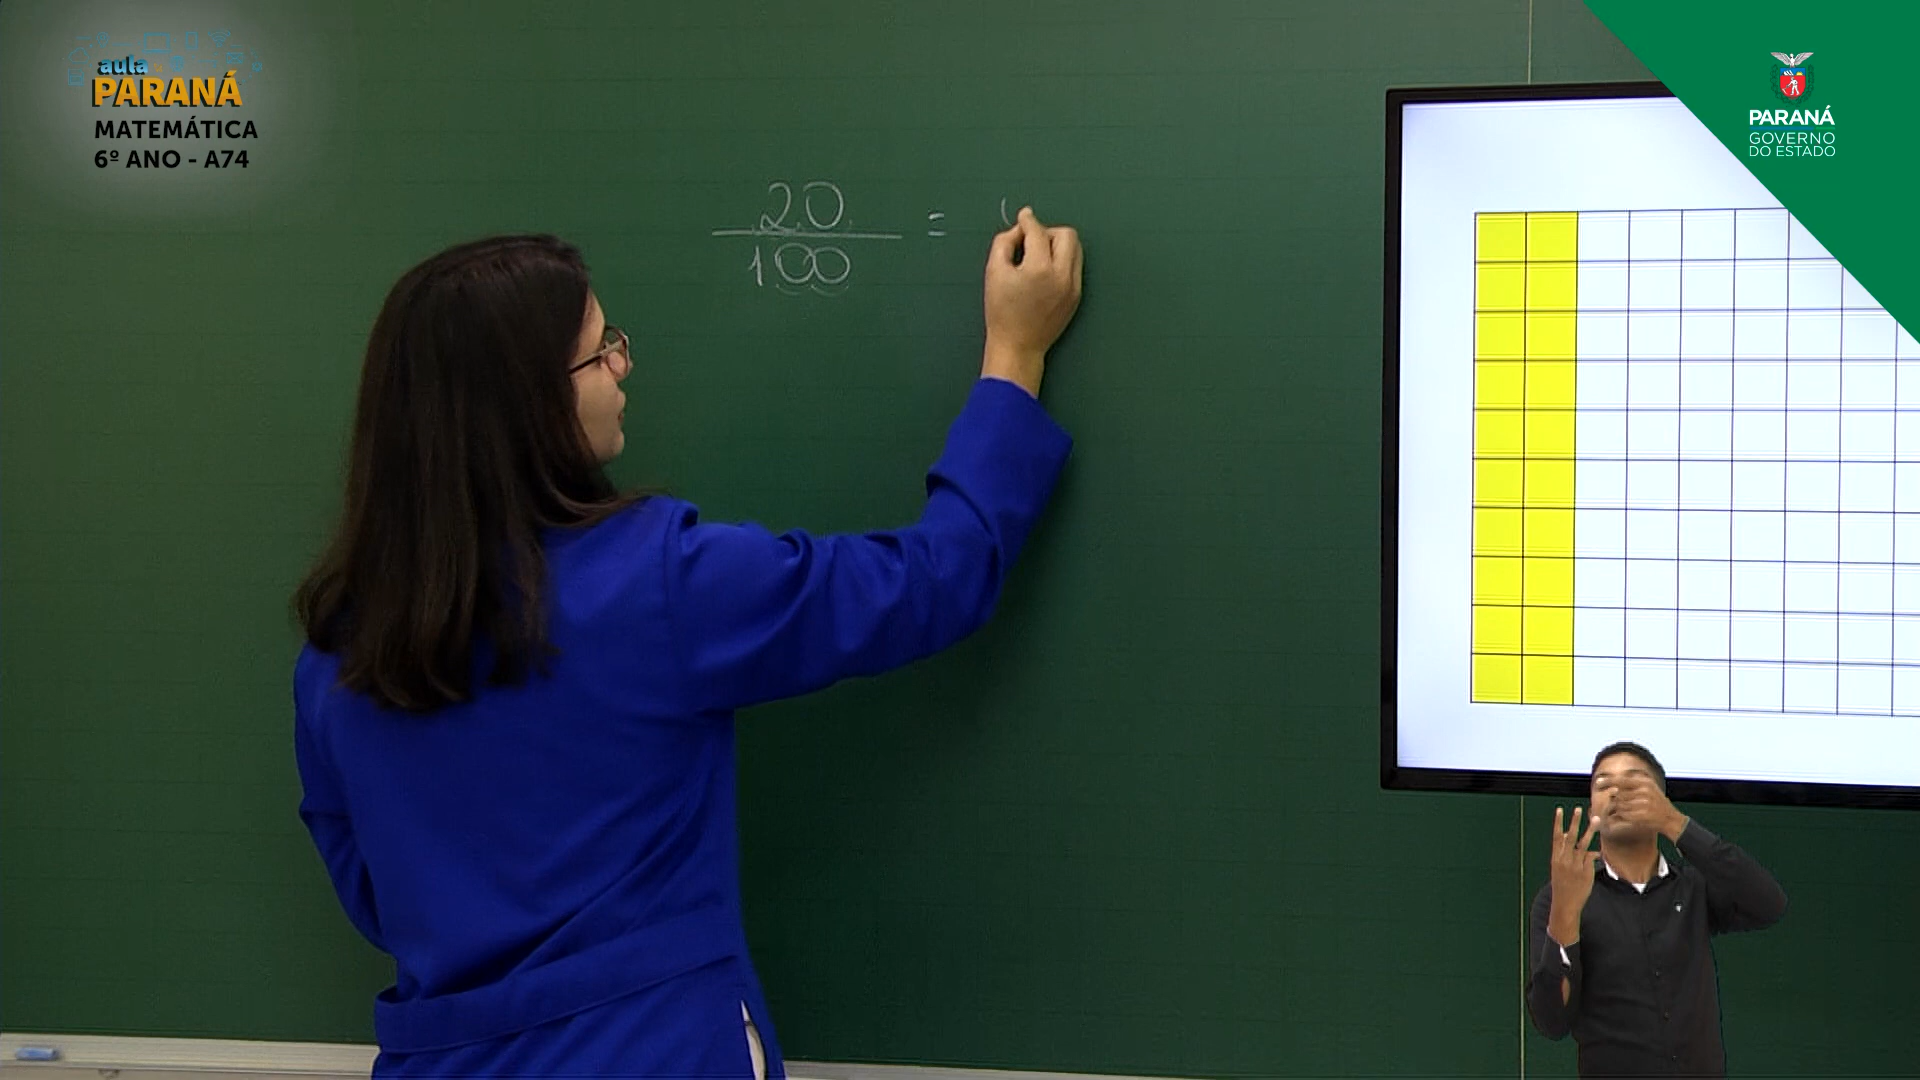 aula
PARANÁ
MATEMÁTICA
6º ANO - A74
20
100
=
PARANÁ
GOVERNO
DO ESTADO